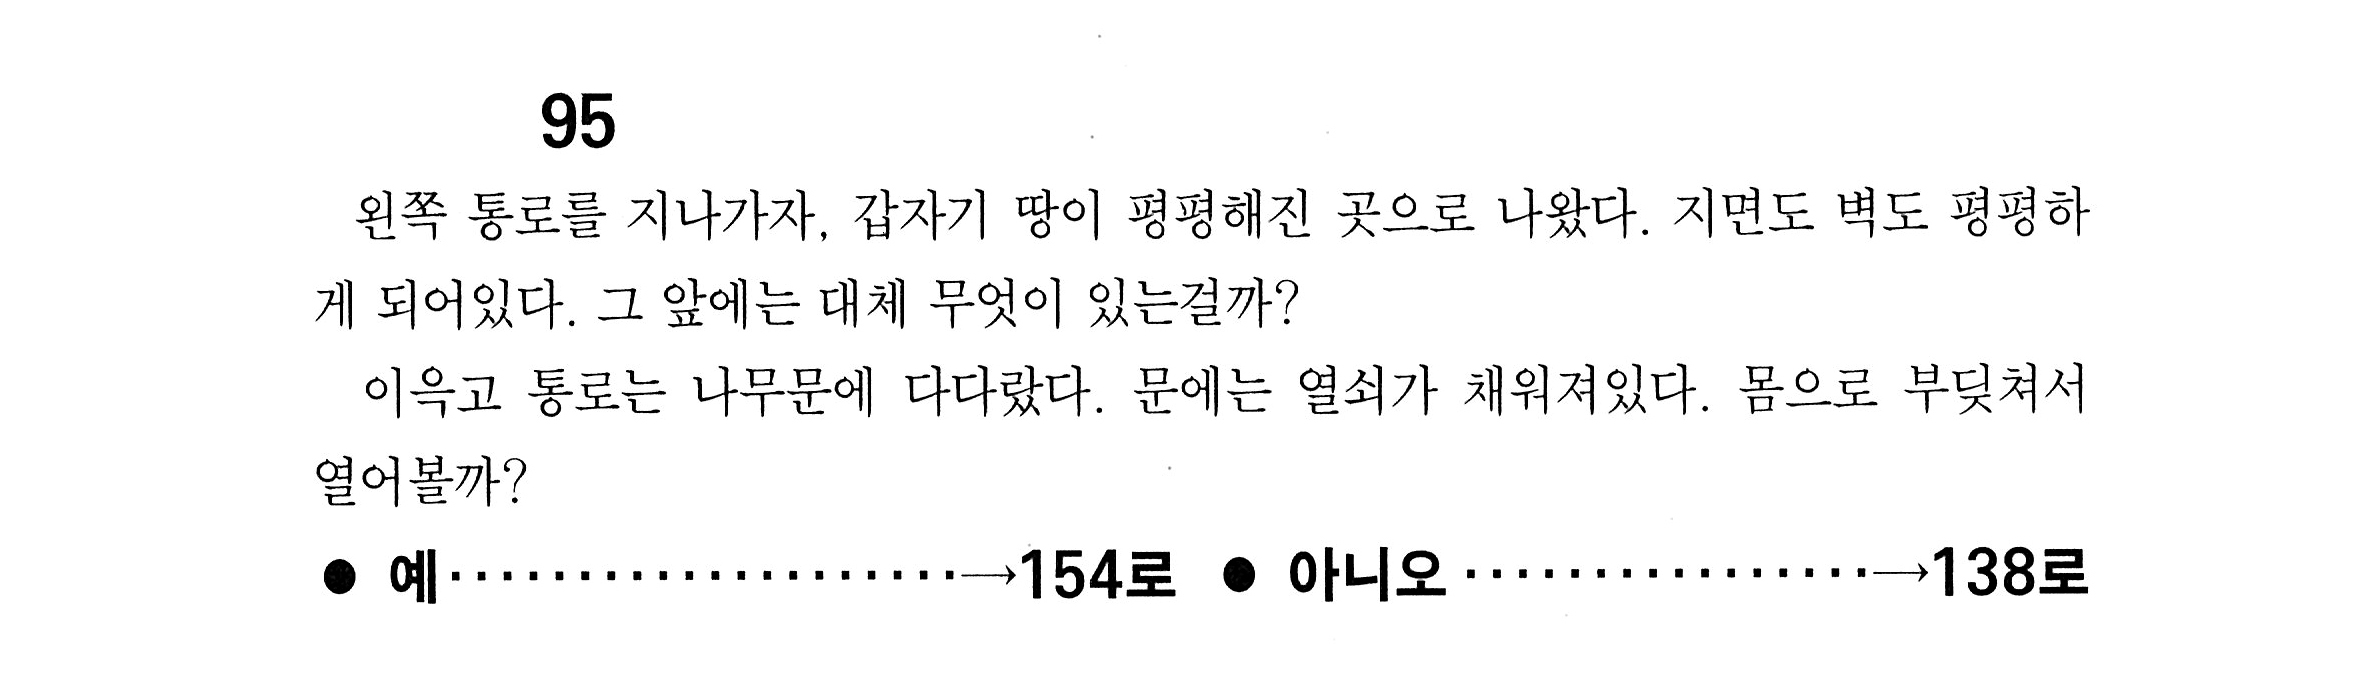 95
왼쪽 통로를 지나가자, 갑자기 땅이 평평해진 곳으로 나왔다. 지면도 벽도 평평하
게 되어있다. 그 앞에는 대체 무엇이 있는걸까?
이윽고 통로는 나무문에 다다랐다. 문에는 열쇠가 채워져있다. 몸으로 부딪쳐서
열어볼까?
● 예····················→154로 ● 아니오················→138로